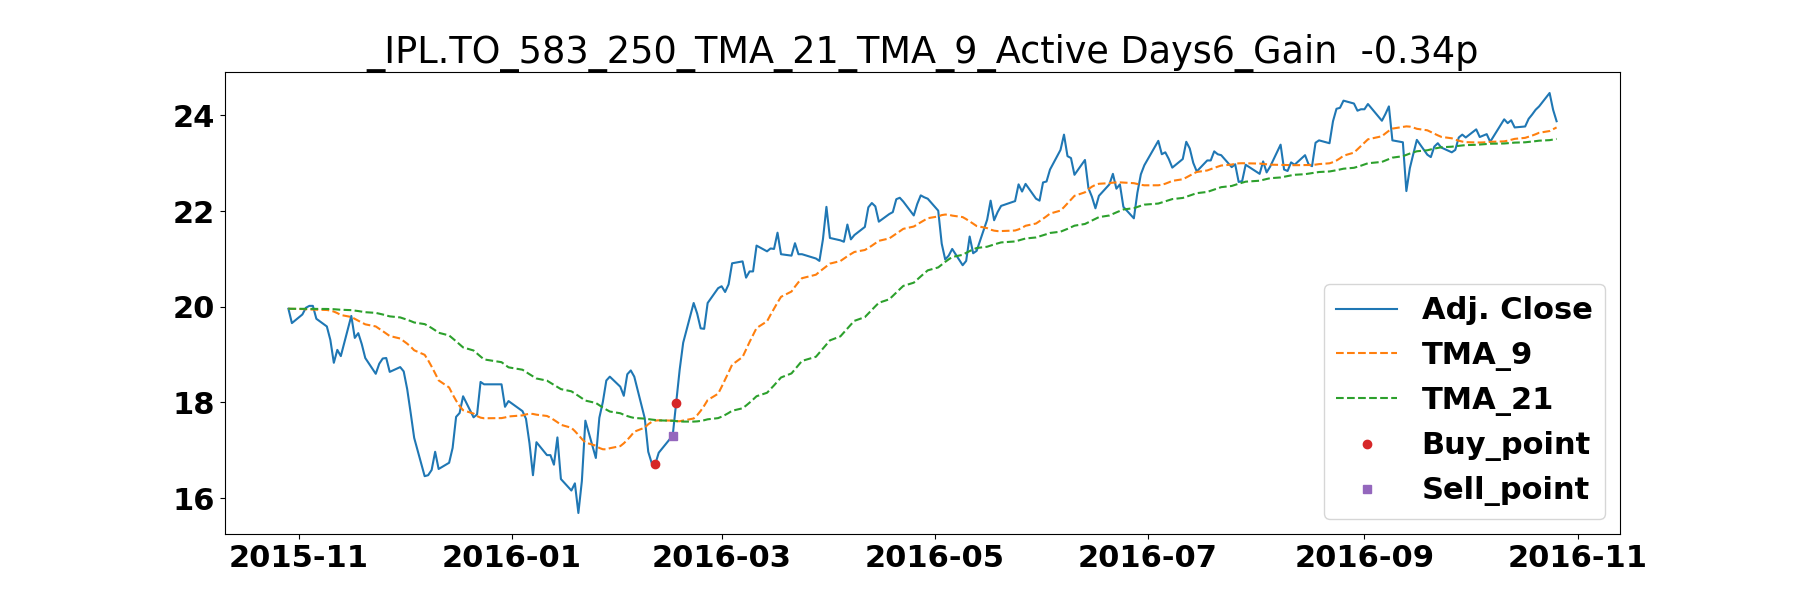 _IPL.TO_583_250_TMA_21_TMA_9_Active Days6_Gain  -0.34p
24
22
20
18
16
Adj. Close
TMA_9
TMA_21
Buy_point
Sell_point
2015-11 2016-01 2016-03 2016-05 2016-07 2016-09 2016-11